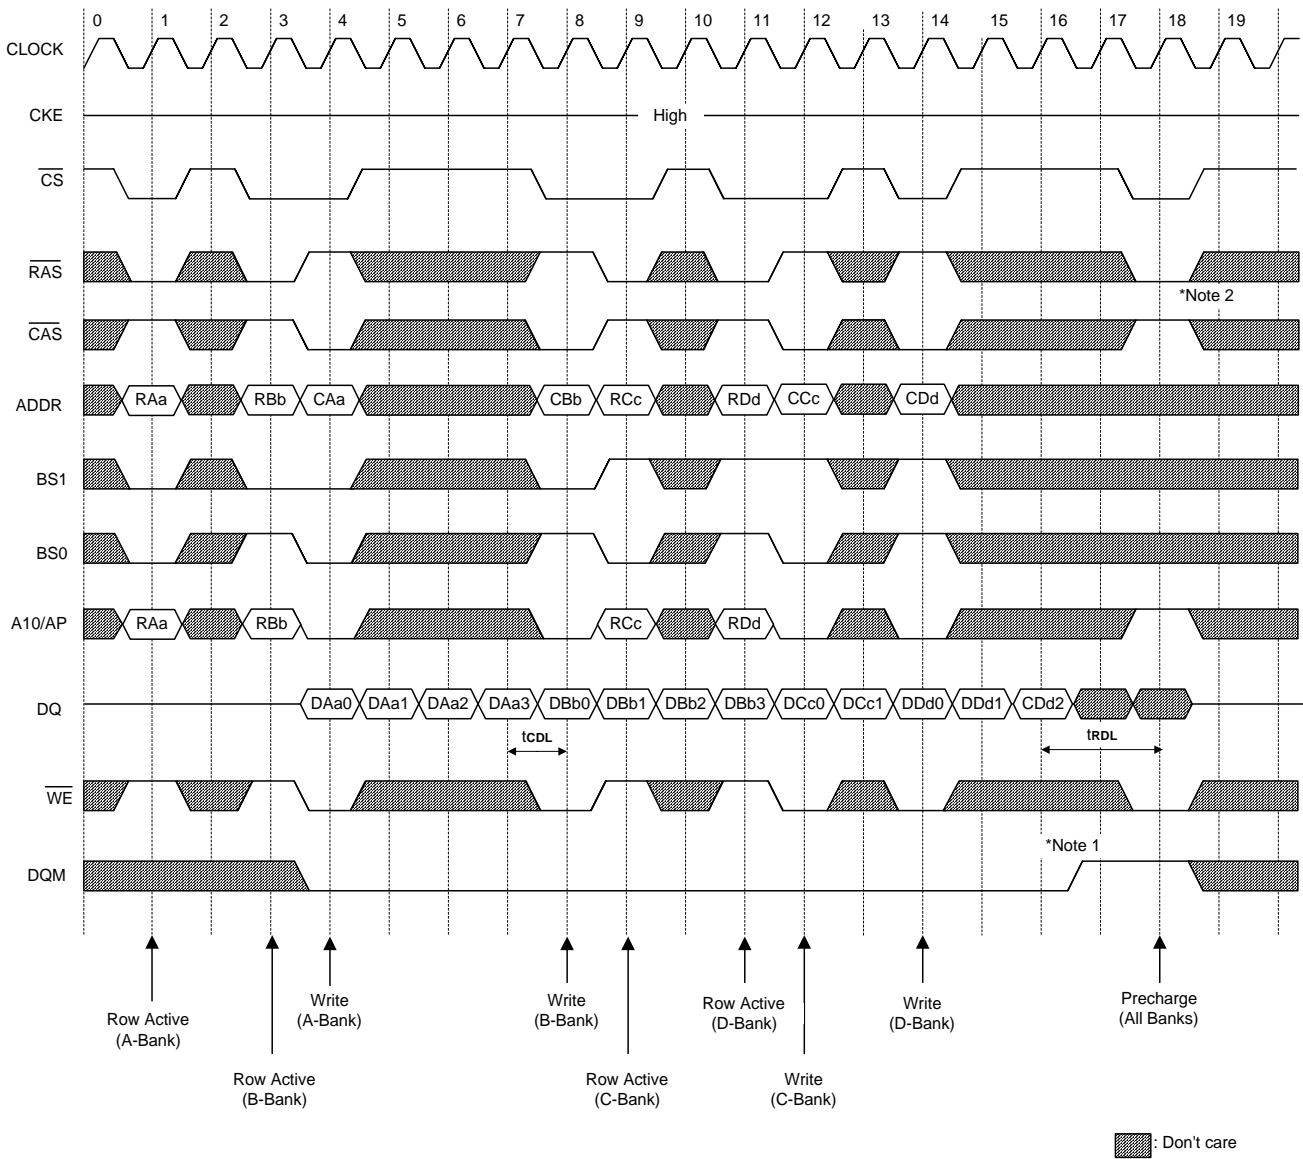 0 1 2 3 4 5 6 7 8 9 10 11 12 13 14 15 16 17 18 19
CLOCK
CKE High
CS
RAS
*Note 2
CAS
ADDR RAa RBb CAa CBb RCc RDd CCc CDd
BS1
BS0
A10/AP RAa RBb RCc RDd
DQ DAa0 DAa1 DAa2 DAa3 DBb0 DBb1 DBb2 DBb3 DCc0 DCc1 DDd0 DDd1 CDd2
tCDL tRDL
WE
*Note 1
DQM
Write
(A-Bank)
Write
(B-Bank)
Row Active
(D-Bank)
Write
(D-Bank)
Precharge
(All Banks)
Row Active
(A-Bank)
Row Active
(B-Bank)
Row Active
(C-Bank)
Write
(C-Bank)
: Don't care